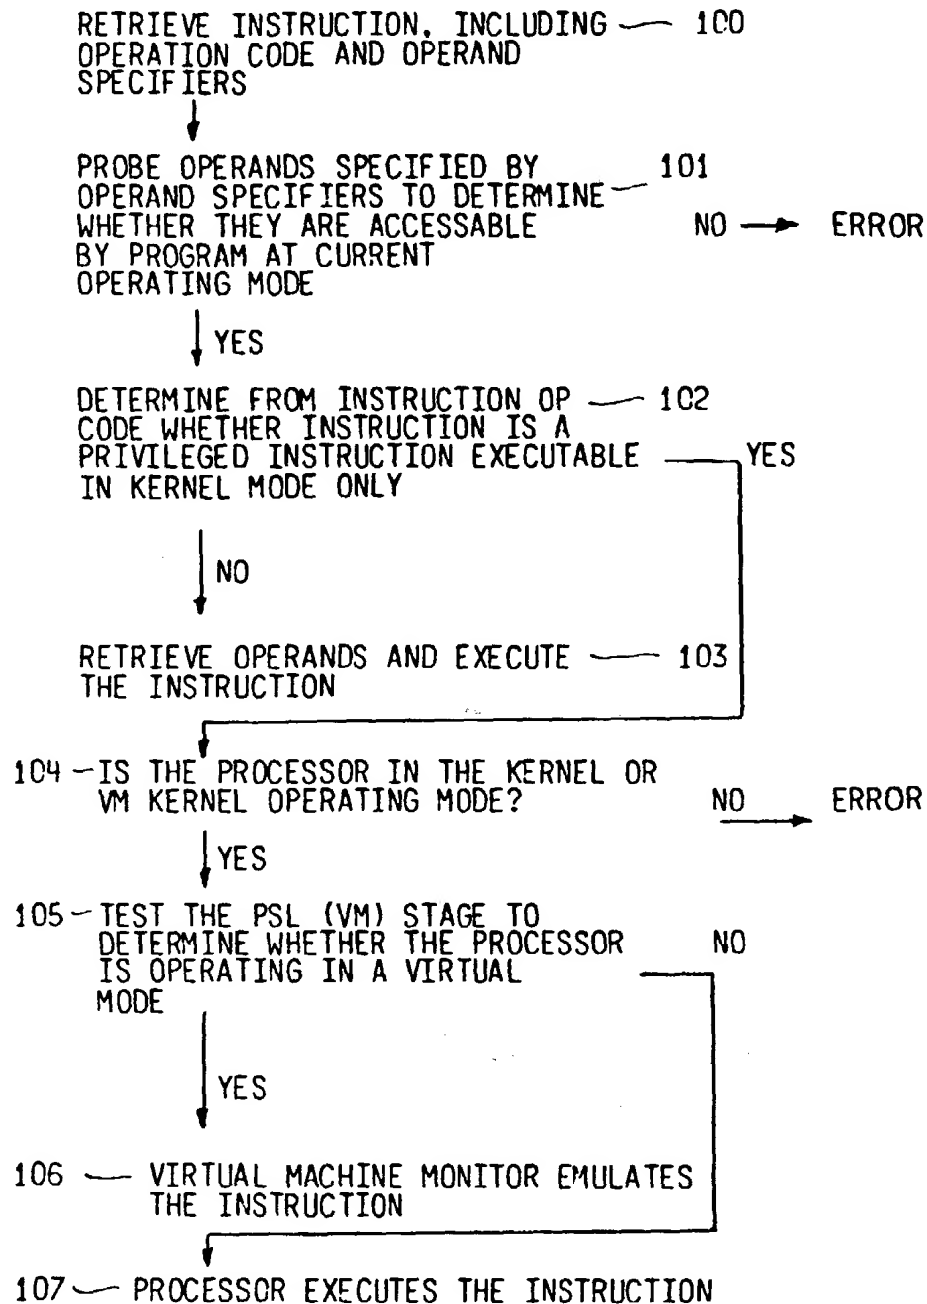 RETRIEVE INSTRUCTION, INCLUDING 100
OPERATION CODE AND OPERAND
SPECIFIERS
PROBE OPERANDS SPECIFIED BY 101
OPERAND SPECIFIERS TO DETERMINE
WHETHER THEY ARE ACCESSABLE NO ERROR
BY PROGRAM AT CURRENT
OPERATING MODE
YES
DETERMINE FROM INSTRUCTION OP 102
CODE WHETHER INSTRUCTION IS A
PRIVILEGED INSTRUCTION EXECUTABLE YES
IN KERNEL MODE ONLY
NO
RETRIEVE OPERANDS AND EXECUTE 103
THE INSTRUCTION
104 IS THE PROCESSOR IN THE KERNEL OR
VM KERNEL OPERATING MODE? NO ERROR
YES
105 TEST THE PSL (VM) STAGE TO
DETERMINE WHETHER THE PROCESSOR NO
IS OPERATING IN A VIRTUAL
MODE
YES
106 VIRTUAL MACHINE MONITOR EMULATES
THE INSTRUCTION
107 PROCESSOR EXECUTES THE INSTRUCTION